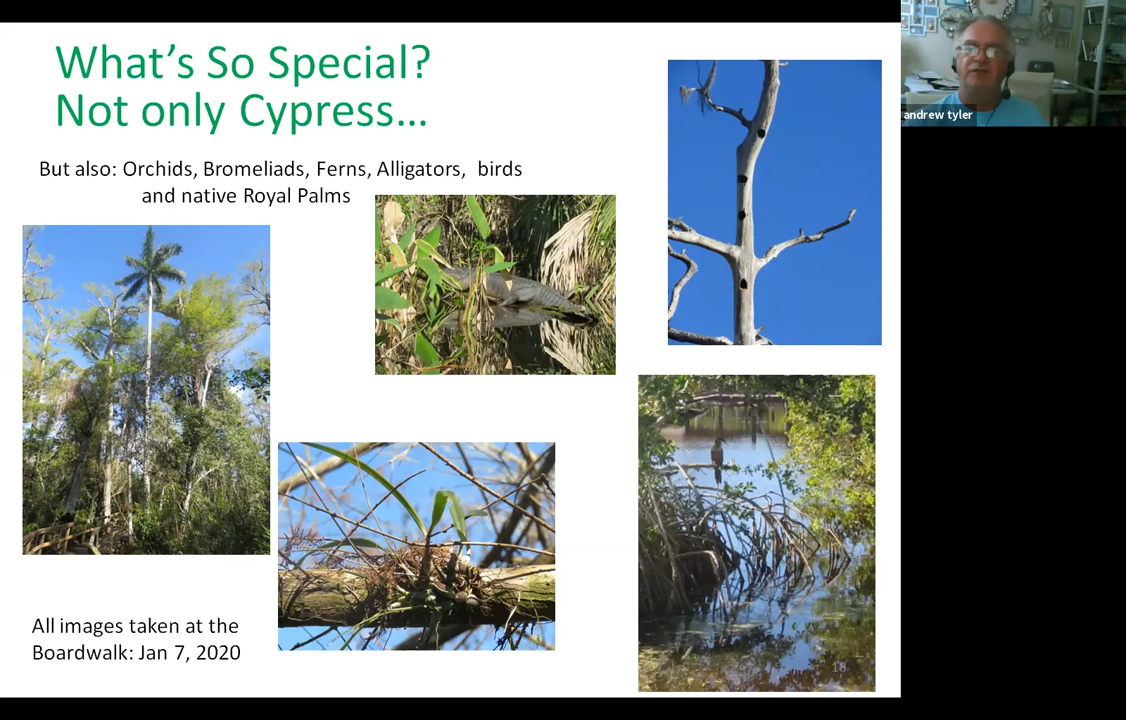 What's So Special?
Not only Cypress...
But also: Orchids, Bromeliads, Ferns, Alligators, birds
and native Royal Palms
All images taken at the
Boardwalk: Jan 7, 2020
18
andrew tyler